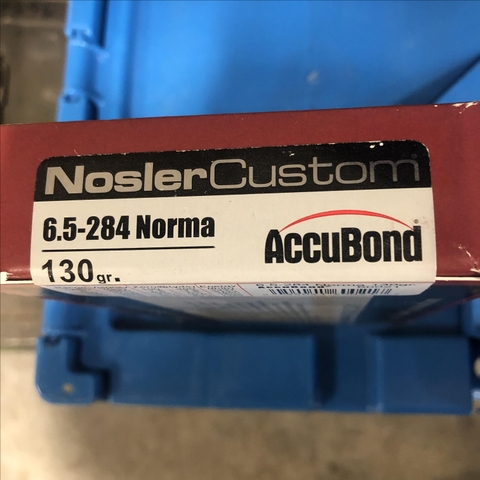 NoslerCustom
6.5-284 Norma
AccuBond
130gr.